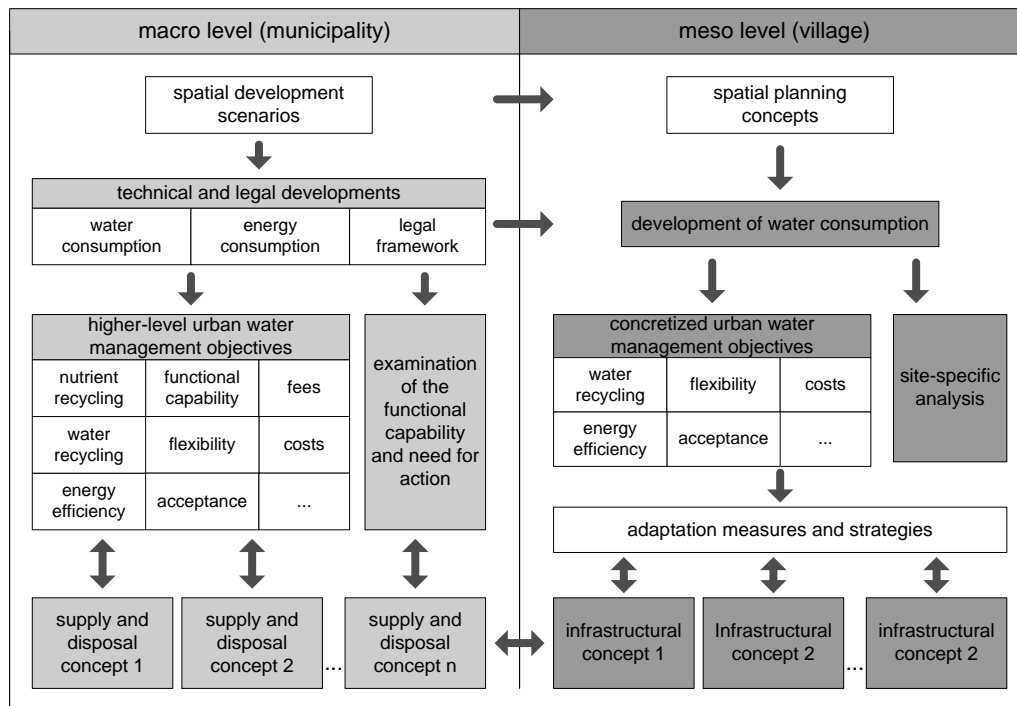 macro level (municipality)
meso level (village)
spatial development
scenarios
spatial planning
concepts
technical and legal developments
water
consumption
energy
consumption
legal
framework
development of water consumption
higher-level urban water
management objectives
nutrient
recycling
functional
capability
fees
water
recycling
flexibility
costs
energy
efficiency
acceptance
...
examination
of the
functional
capability
and need for
action
concretized urban water
management objectives
water
recycling
flexibility
costs
energy
efficiency
acceptance
...
site-specific
analysis
adaptation measures and strategies
supply and
disposal
concept 1
supply and
disposal
concept 2
...
supply and
disposal
concept n
infrastructural
concept 1
Infrastructural
concept 2
...
infrastructural
concept 2